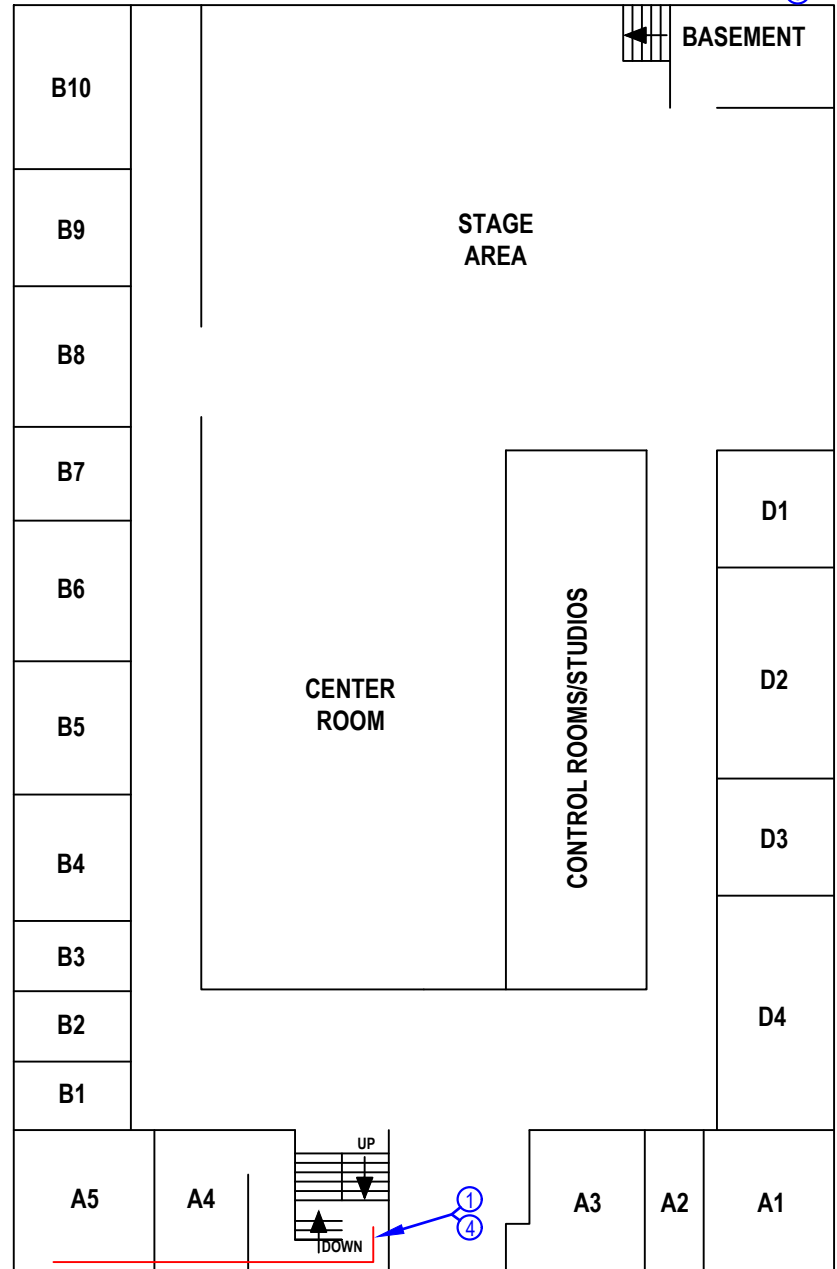 BASEMENT
B10
STAGE
AREA
B9
B8
B7
D1
B6
CONTROL ROOMS/STUDIOS
D2
CENTER
ROOM
B5
D3
B4
B3
D4
B2
B1
UP
A5
A4
1
A3
A2
A1
4
DOWN